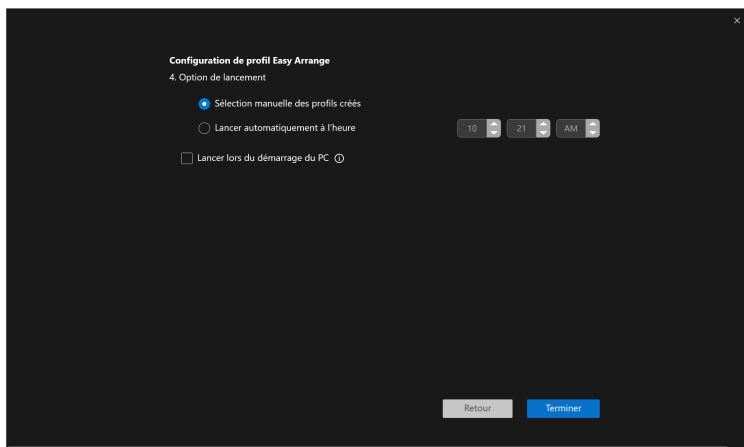 Configuration de profil Easy Arrange
4. Option de lancement
Sélection manuelle des profils créés
Lancer automatiquement à l'heure 10 21 AM
Lancer lors du démarrage du PC
Retour Terminer